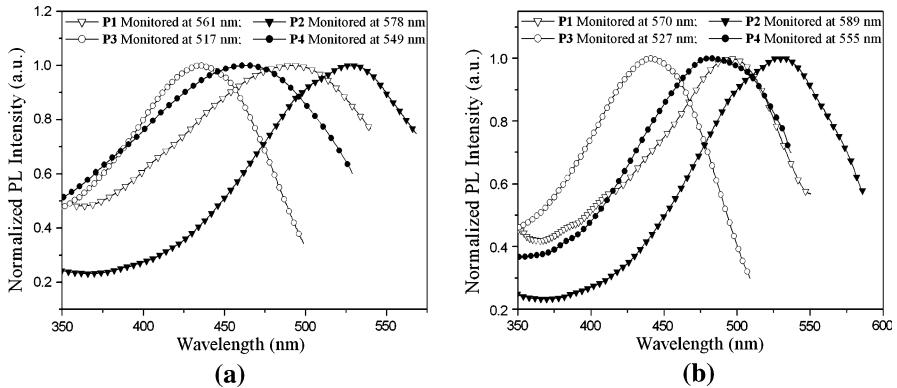 P1 Monitored at 561 nm; P2 Monitored at 578 nm
P3 Monitored at 517 nm; P4 Monitored at 549 nm
Normalized PL Intensity (a.u.)
1.2
1.0
0.8
0.6
0.4
0.2
350 400 450 500 550
Wavelength (nm)
(a)
P1 Monitored at 570 nm; P2 Monitored at 589 nm
P3 Monitored at 527 nm; P4 Monitored at 555 nm
Normalized PL Intensity (a.u.)
1.0
0.8
0.6
0.4
0.2
350 400 450 500 550 600
Wavelength (nm)
(b)